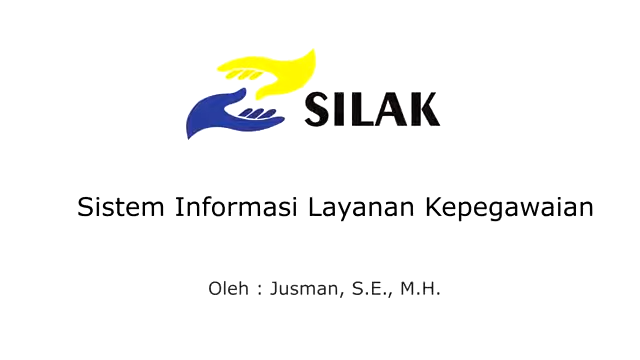 SILAK
Sistem Informasi Layanan Kepegawaian
Oleh : Jusman, S.E., M.H.